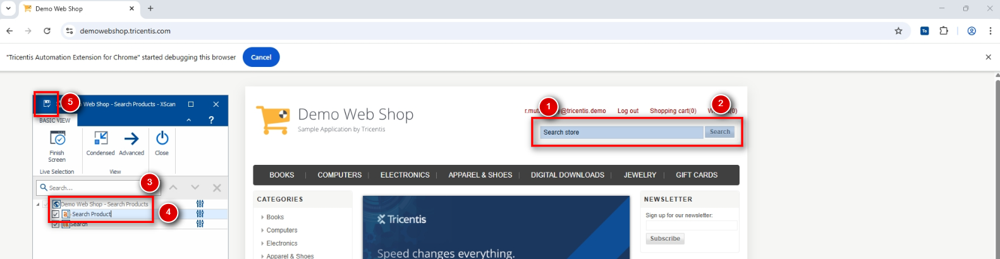 Demo Web Shop
demowebshop.tricentis.com
"Tricentis Automation Extension for Chrome" started debugging this browser Cancel
5
Web Shop - Search Products - XScan
BASIC VIEW
?
Finish Screen
Condensed
Advanced
Close
Live Selection
View
Search...
3
Demo Web Shop - Search Products
Search Product
4
Search
Demo Web Shop
Sample Application by Tricentis
1
2
@tricentis.demo Log out Shopping cart(0)
Search store
Search
BOOKS COMPUTERS ELECTRONICS APPAREL & SHOES DIGITAL DOWNLOADS JEWELRY GIFT CARDS
CATEGORIES
Books
Computers
Electronics
Apparel & Shoes
Tricentis
Speed changes everything.
NEWSLETTER
Sign up for our newsletter:
Subscribe